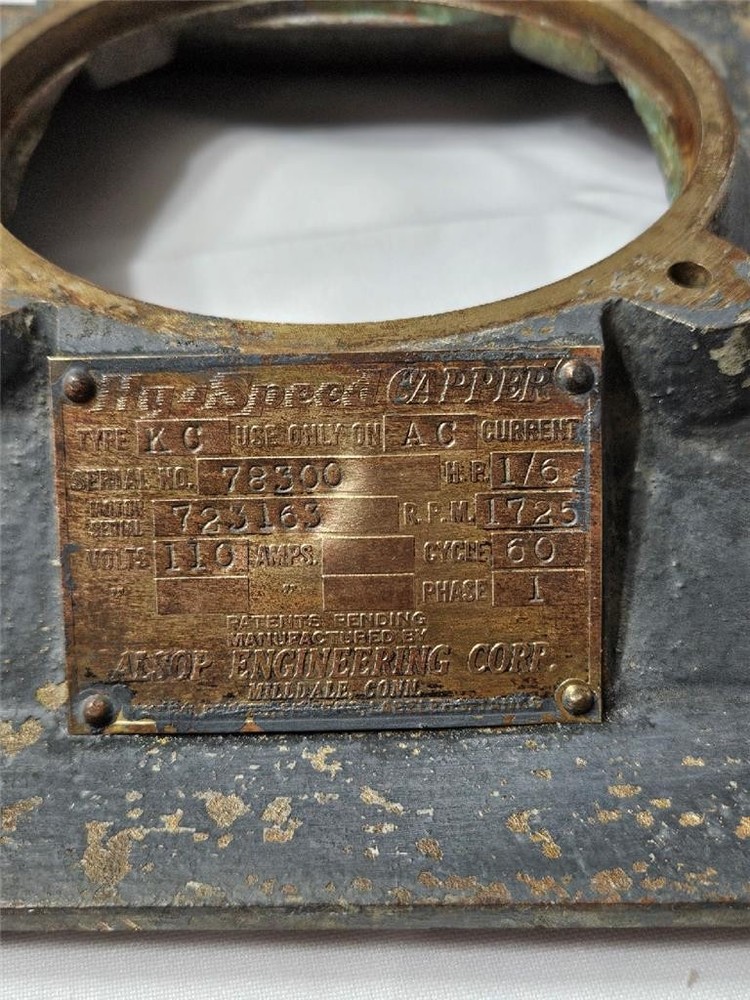 Hy-Speed CAPPER
TYPE KC USE ONLY ON AC CURRENT
SERIAL NO. 78300 H.P. 1/6
MOTOR SERIAL 723163 R.P.M. 1725
VOLTS 110 AMPS. CYCLE 60
" " PHASE 1
PATENTS PENDING
MANUFACTURED BY
ALSOP ENGINEERING CORP.
MILLDALE, CONN.